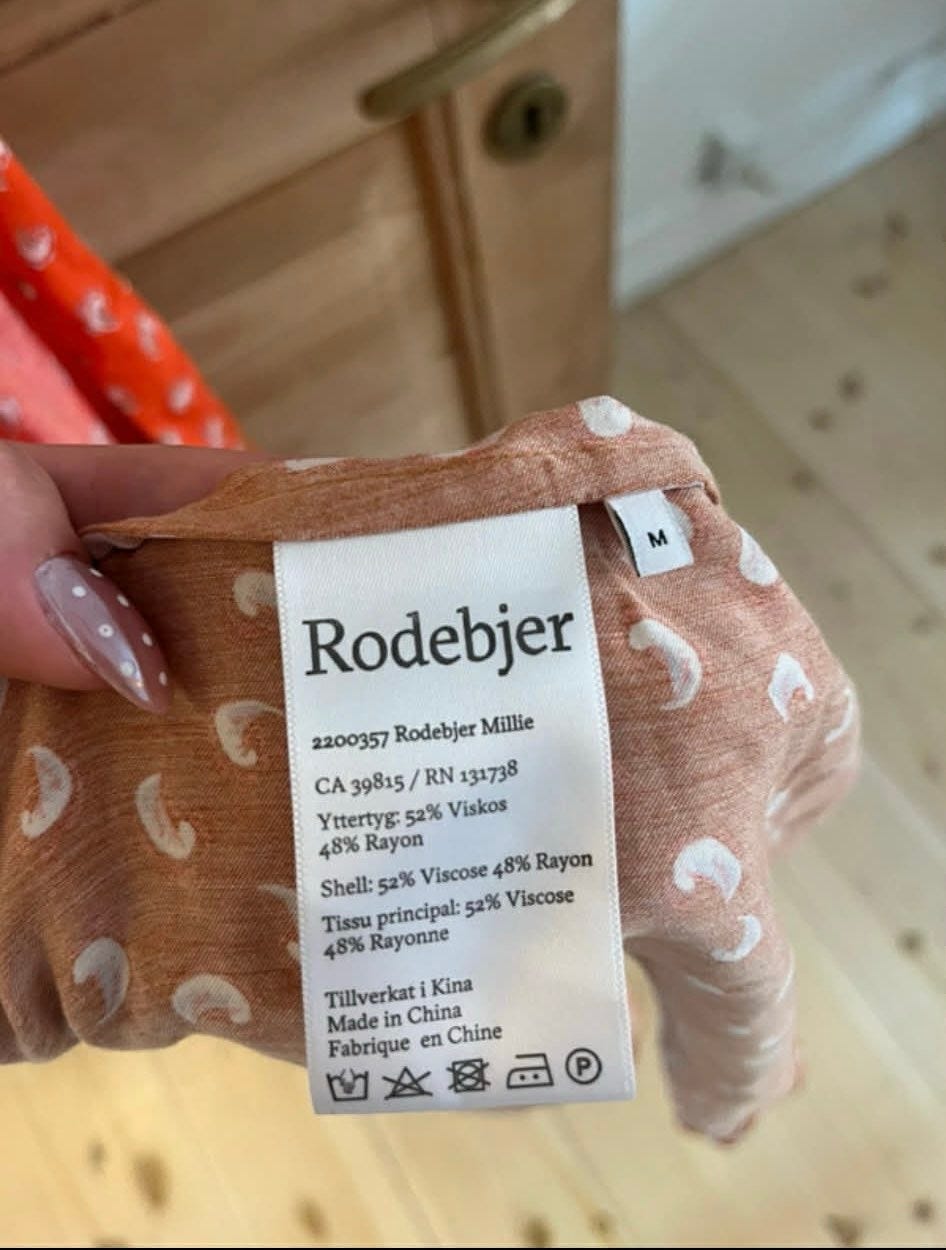 M
Rodebjer
2200357 Rodebjer Millie
CA 39815 / RN 131738
Yttertyg: 52% Viskos
48% Rayon
Shell: 52% Viscose 48% Rayon
Tissu principal: 52% Viscose
48% Rayonne
Tillverkat i Kina
Made in China
Fabrique en Chine
P